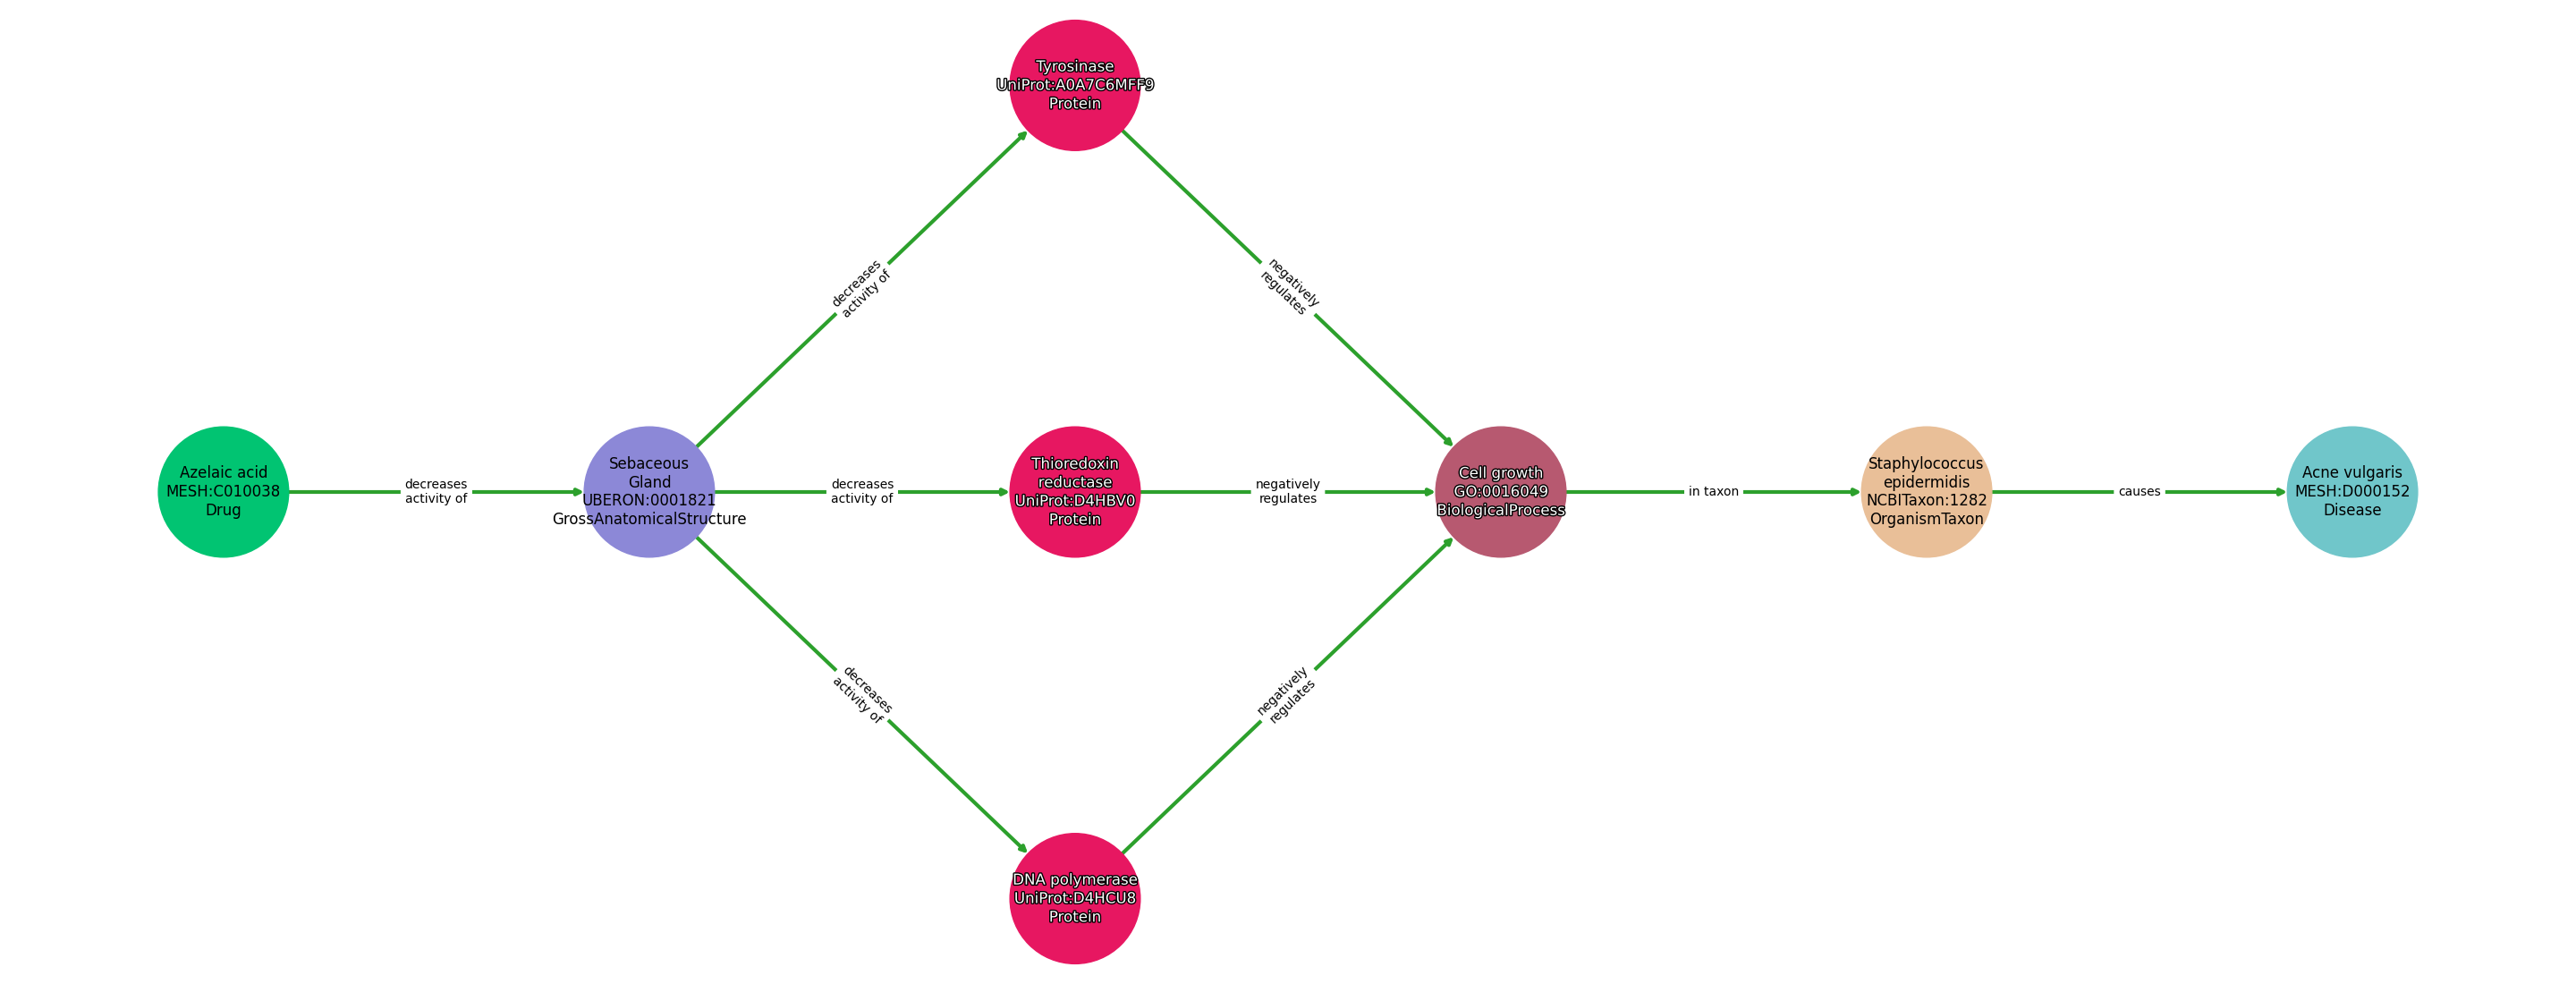 Tyrosinase
UniProt:A0A7C6MFF9
Protein
decreases
activity of
negatively
regulates
Azelaic acid
MESH:C010038
Drug
decreases
activity of
Sebaceous
Gland
UBERON:0001821
GrossAnatomicalStructure
decreases
activity of
Thioredoxin
reductase
UniProt:D4HBV0
Protein
negatively
regulates
Cell growth
GO:0016049
BiologicalProcess
in taxon
Staphylococcus
epidermidis
NCBITaxon:1282
OrganismTaxon
causes
Acne vulgaris
MESH:D000152
Disease
decreases
activity of
negatively
regulates
DNA polymerase
UniProt:D4HCU8
Protein